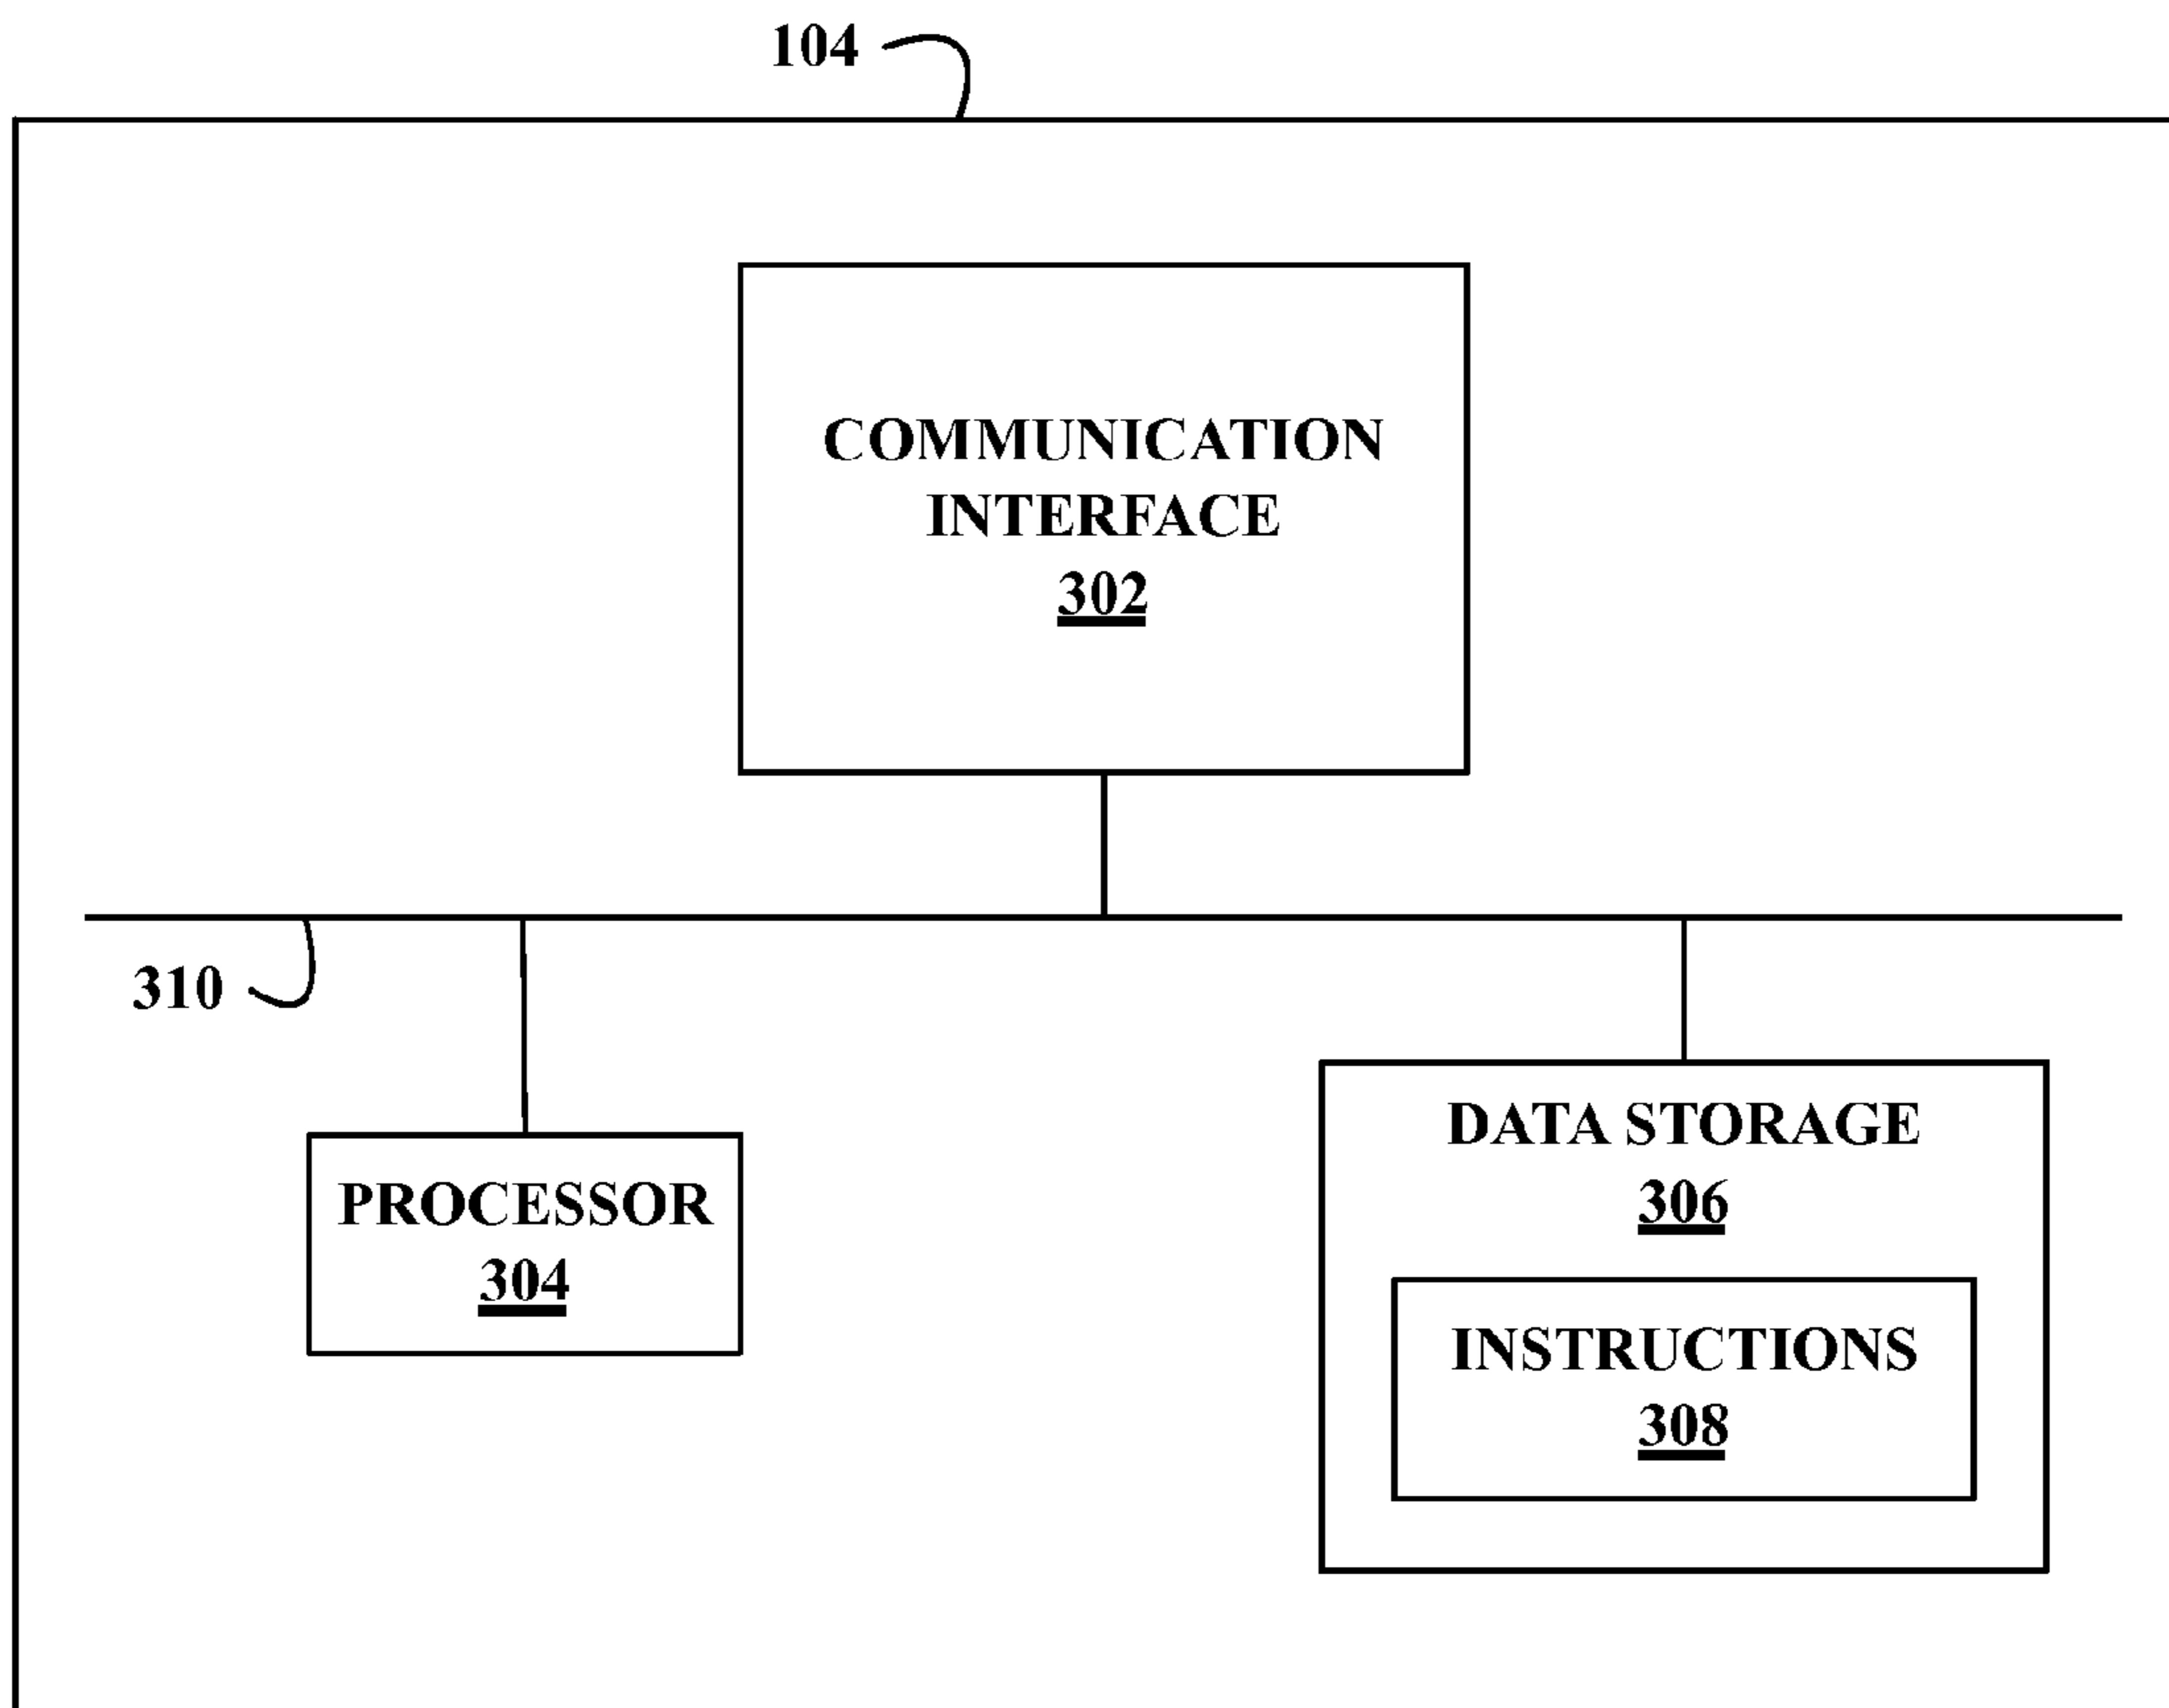 104
COMMUNICATION
INTERFACE
302
310
PROCESSOR
304
DATA STORAGE
306
INSTRUCTIONS
308